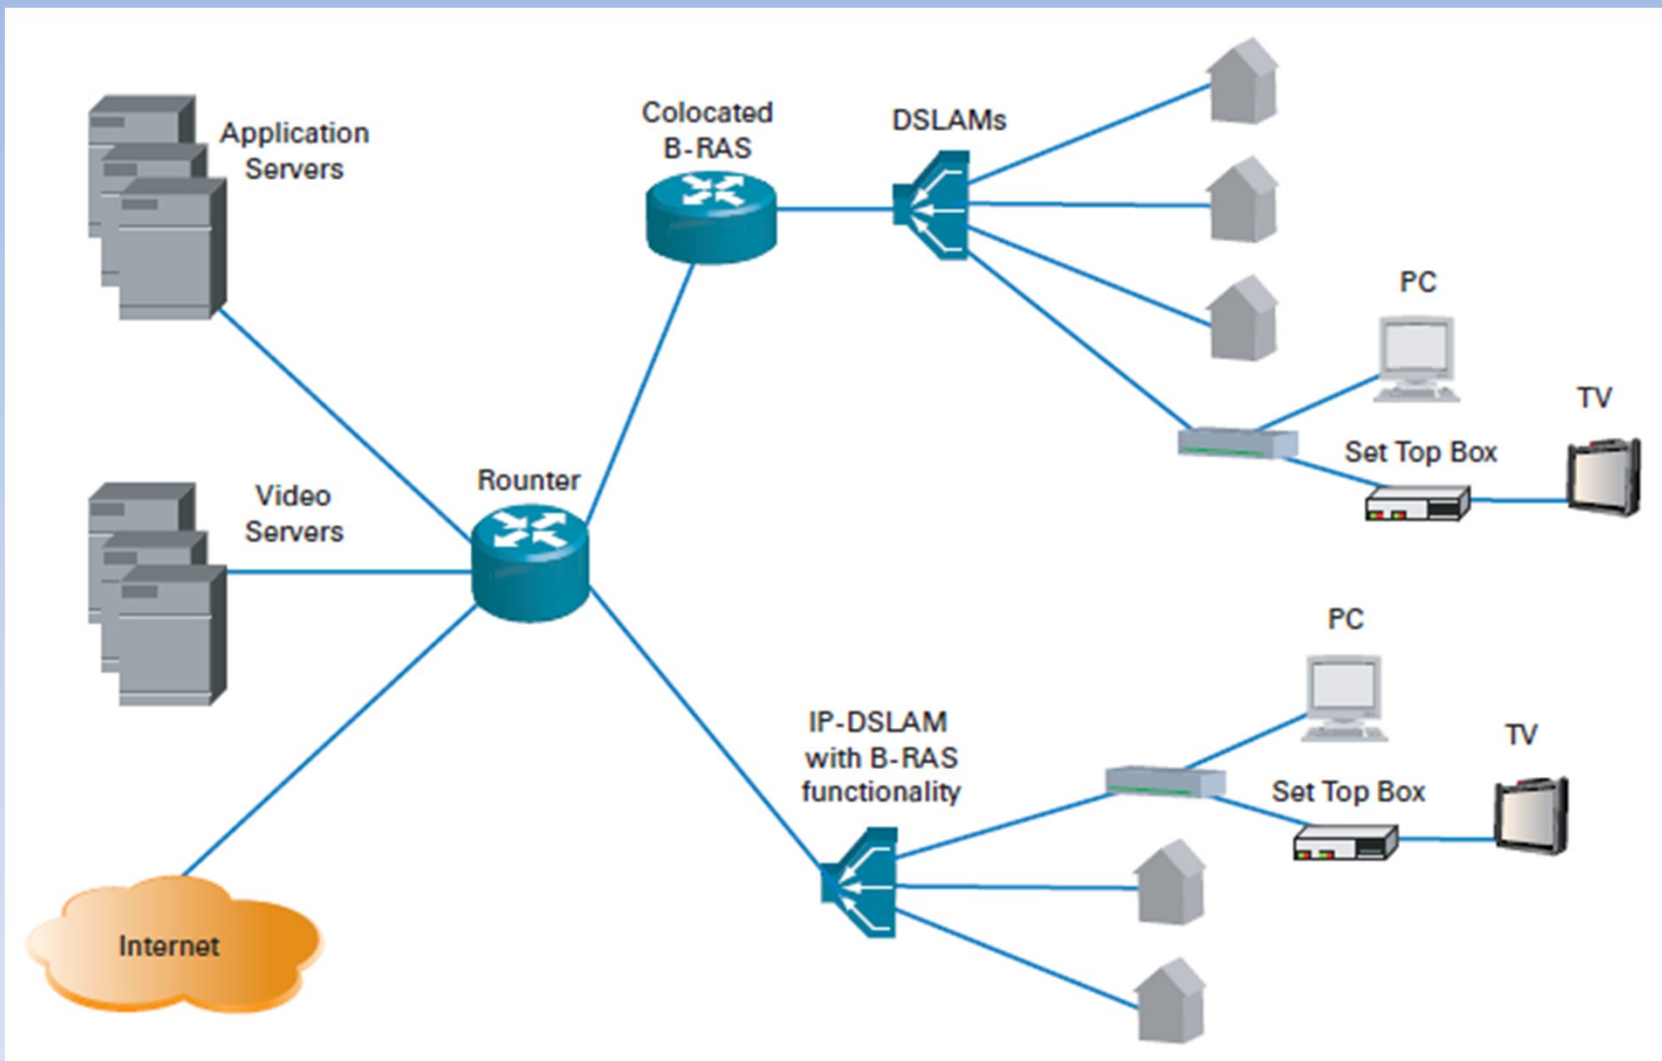 Application
Servers
Colocated
B-RAS
DSLAMs
PC
TV
Set Top Box
Rounter
Video
Servers
PC
IP-DSLAM
with B-RAS
functionality
TV
Set Top Box
Internet